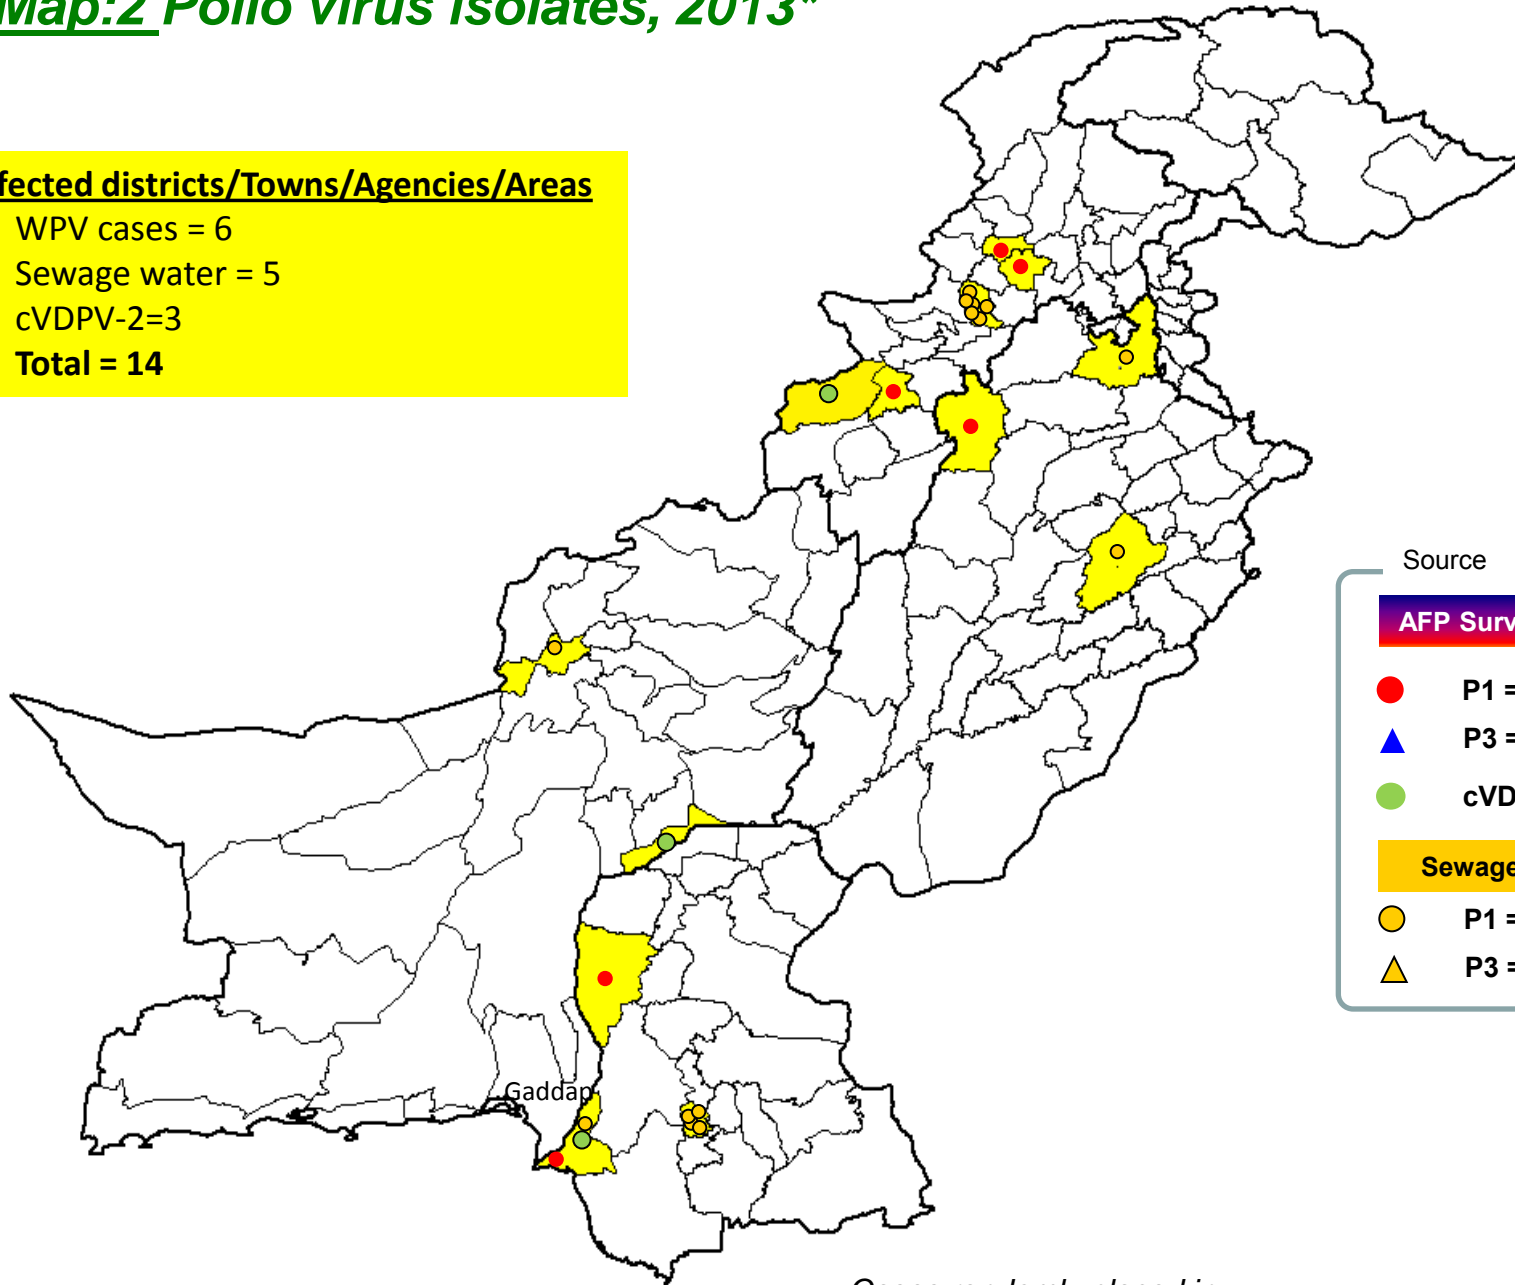 Map:2 Polio virus isolates, 2013*
fected districts/Towns/Agencies/Areas
WPV cases = 6
Sewage water = 5
cVDPV-2=3
Total = 14
Source
AFP Surv
P1 =
P3 =
cVD
Sewage
P1 =
P3 =
Gaddap